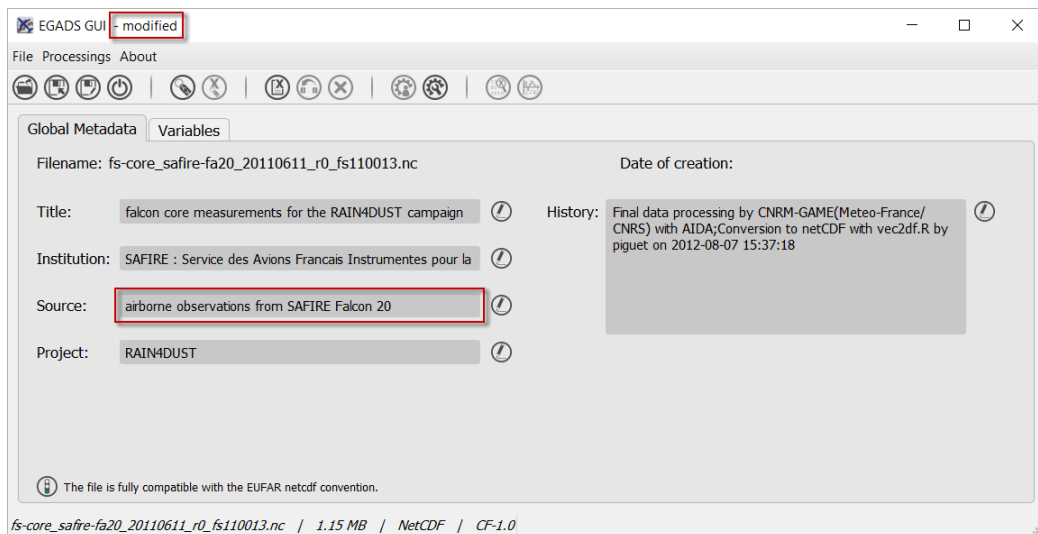 EGADS GUI - modified
File Processings About
Global Metadata Variables
Filename: fs-core_safire-fa20_20110611_r0_fs110013.nc
Date of creation:
Title: falcon core measurements for the RAIN4DUST campaign
Institution: SAFIRE : Service des Avions Francais Instrumentes pour la
Source: airborne observations from SAFIRE Falcon 20
Project: RAIN4DUST
History: Final data processing by CNRM-GAME(Meteo-France/
CNRS) with AIDA;Conversion to netCDF with vec2df.R by
piguet on 2012-08-07 15:37:18
The file is fully compatible with the EUFAR netcdf convention.
fs-core_safire-fa20_20110611_r0_fs110013.nc | 1.15 MB | NetCDF | CF-1.0